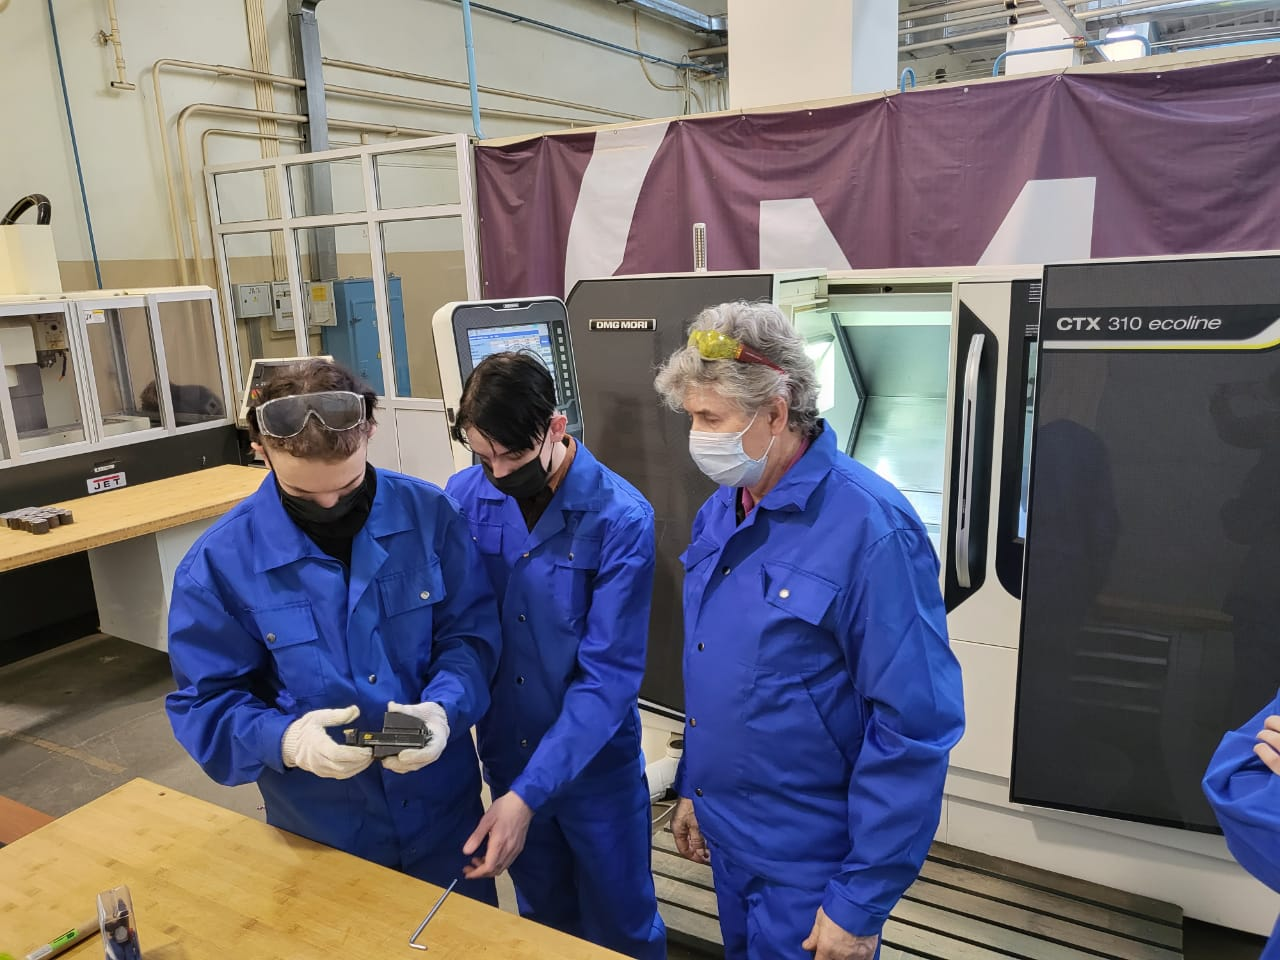 DMG MORI
CTX 310 ecoline
JET